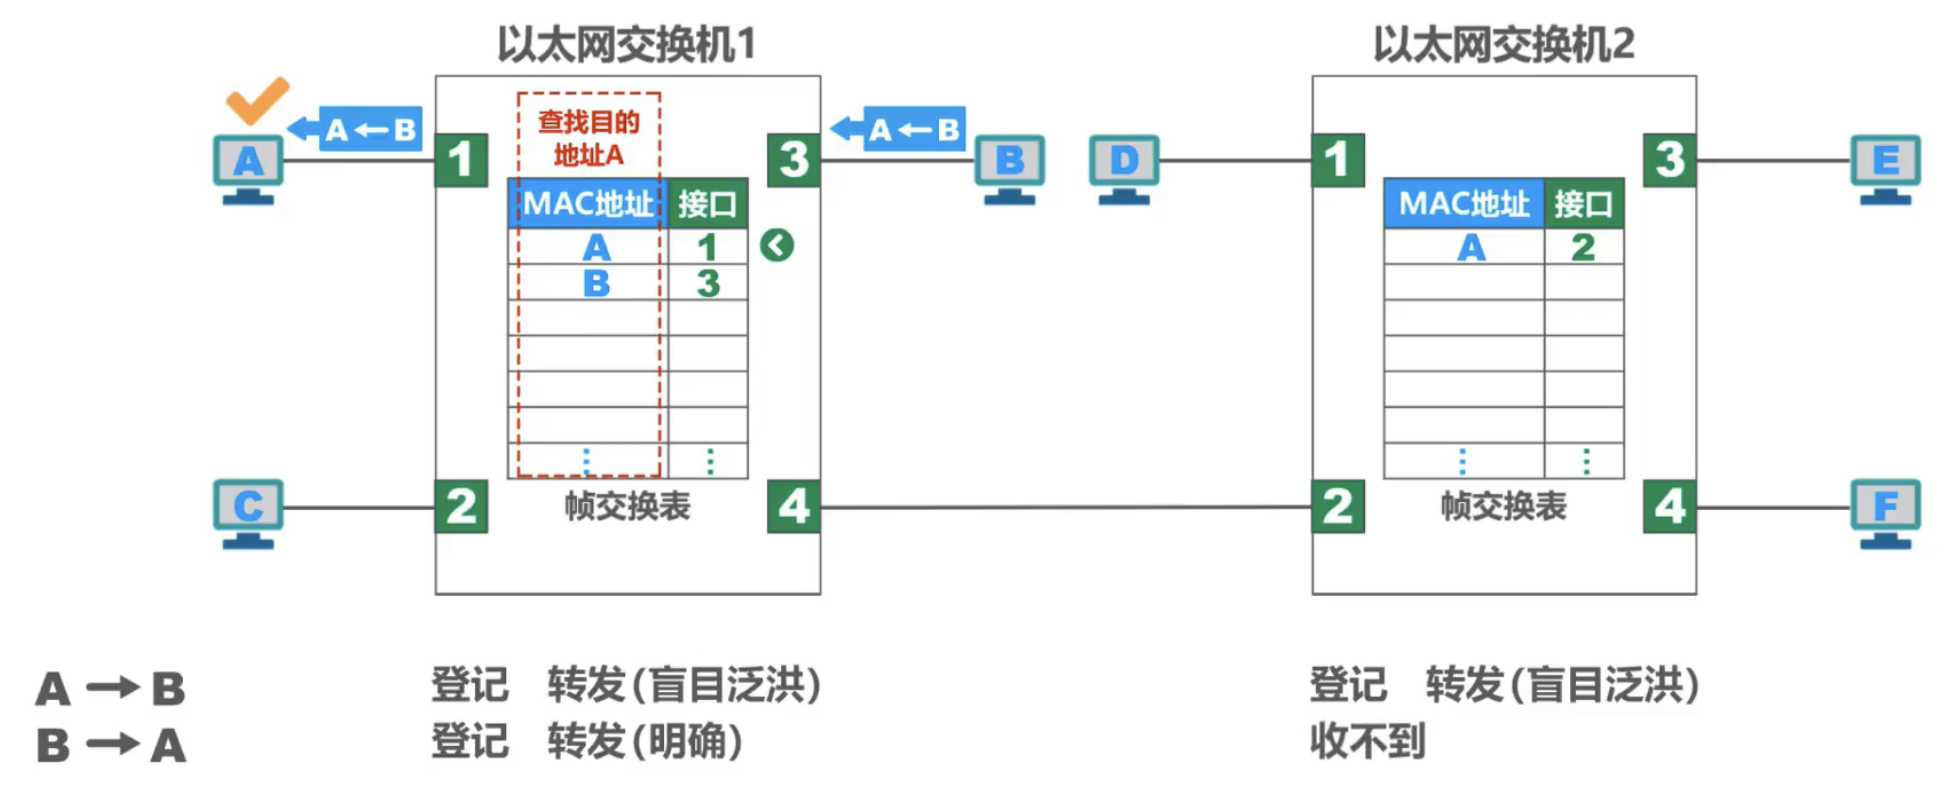 以太网交换机1
以太网交换机2
查找目的
地址A
A←B
A←B
A
1
3
B
D
1
3
E
MAC地址 接口
A 1
B 3
⋮ ⋮
帧交换表
MAC地址 接口
A 2
⋮ ⋮
帧交换表
C
2
4
2
4
F
A→B 登记 转发(盲目泛洪) 登记 转发(盲目泛洪)
B→A 登记 转发(明确) 收不到